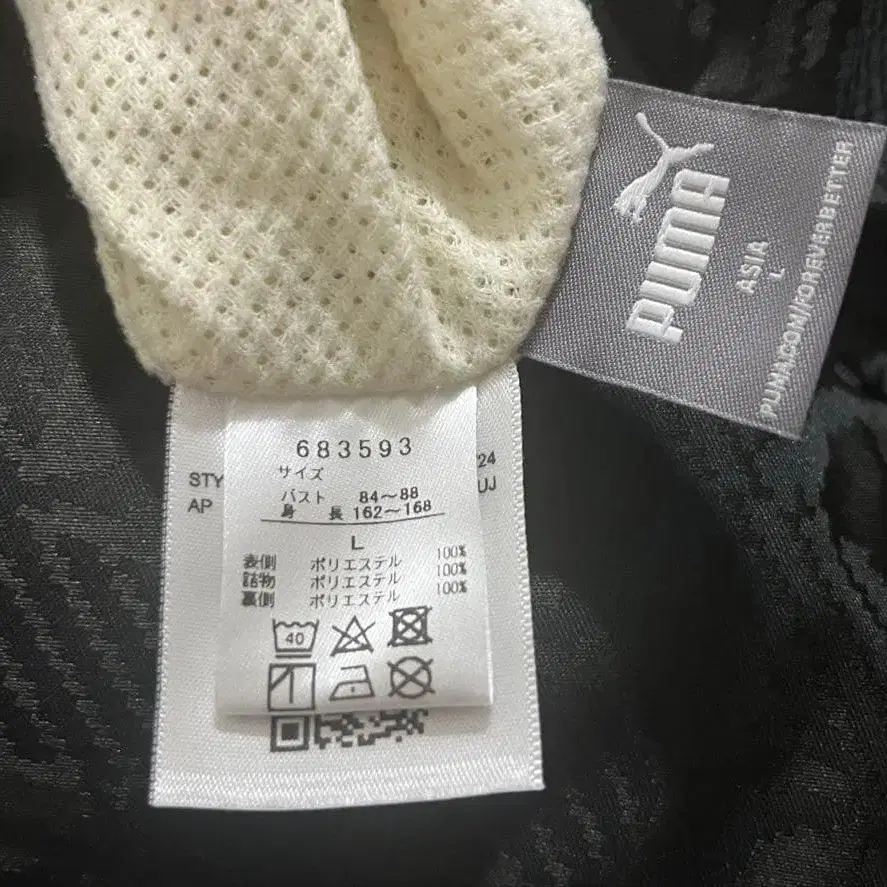 PUMA
ASIA
L
PUMA.COM/FOREVERBETTER
683593
サイズ
バスト 84〜88
身 長 162〜168
L
表側 ポリエステル 100%
詰物 ポリエステル 100%
裏側 ポリエステル 100%
40
STY
24
AP
UJ